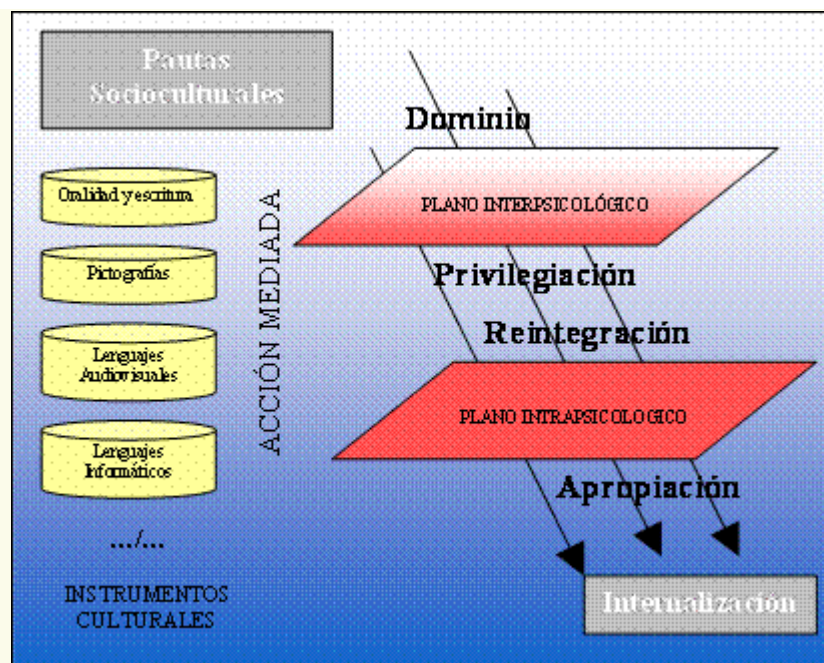 Pautas
Socioculturales
Oralidad y escritura
Pictografías
Lenguajes
Audiovisuales
Lenguajes
Informáticos
.../...
INSTRUMENTOS
CULTURALES
ACCIÓN MEDIADA
Dominio
PLANO INTERPSICOLÓGICO
Privilegiación
Reintegración
PLANO INTRAPSICOLOGICO
Apropiación
Internalización